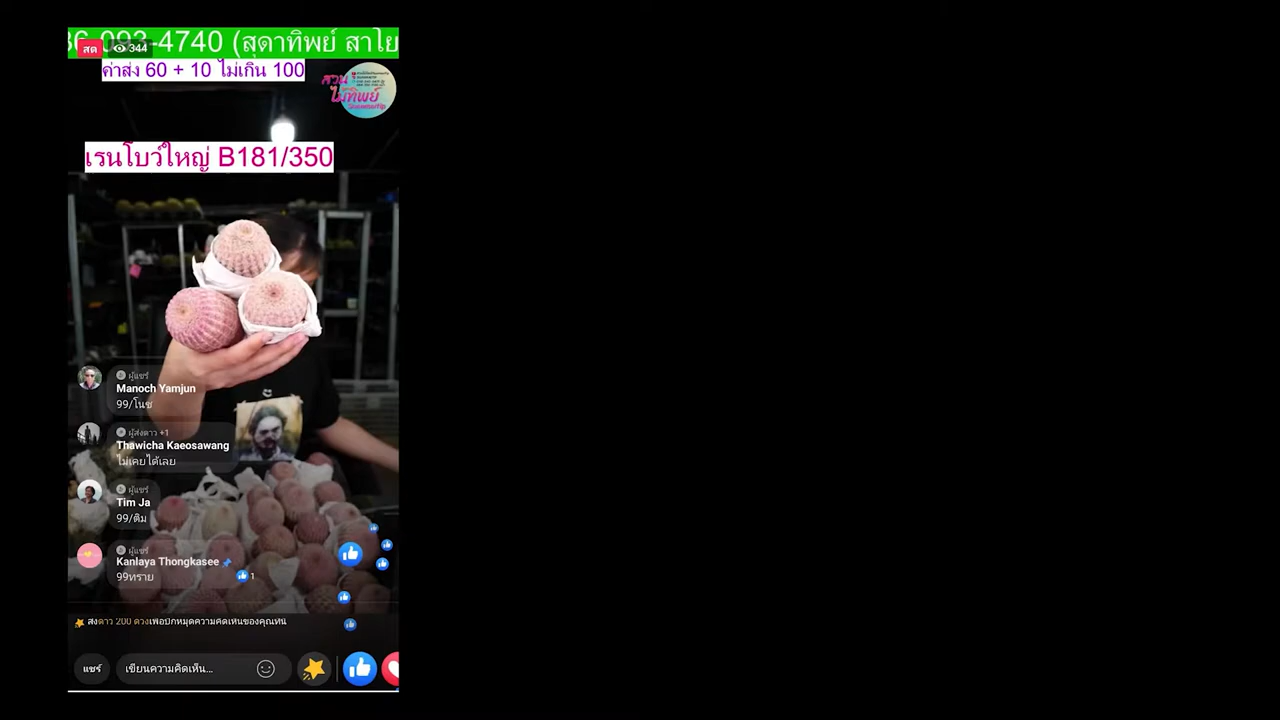 36-093-4740 (สุดาทิพย์ สาโย
สด 344
ค่าส่ง 60 + 10 ไม่เกิน 100
สวน
ไม้ทิพย์
เรนโบว์ใหญ่ B181/350
ผู้แชร์
Manoch Yamjun
99/โนช
ผู้ส่งดาว +1
Thawicha Kaeosawang
ไม่เคยได้เลย
ผู้แชร์
Tim Ja
99/ติม
ผู้แชร์
Kanlaya Thongkasee
99ทราย
1
ส่งดาว 200 ดวงเพื่อปักหมุดความคิดเห็นของคุณทัน
แชร์
เขียนความคิดเห็น...